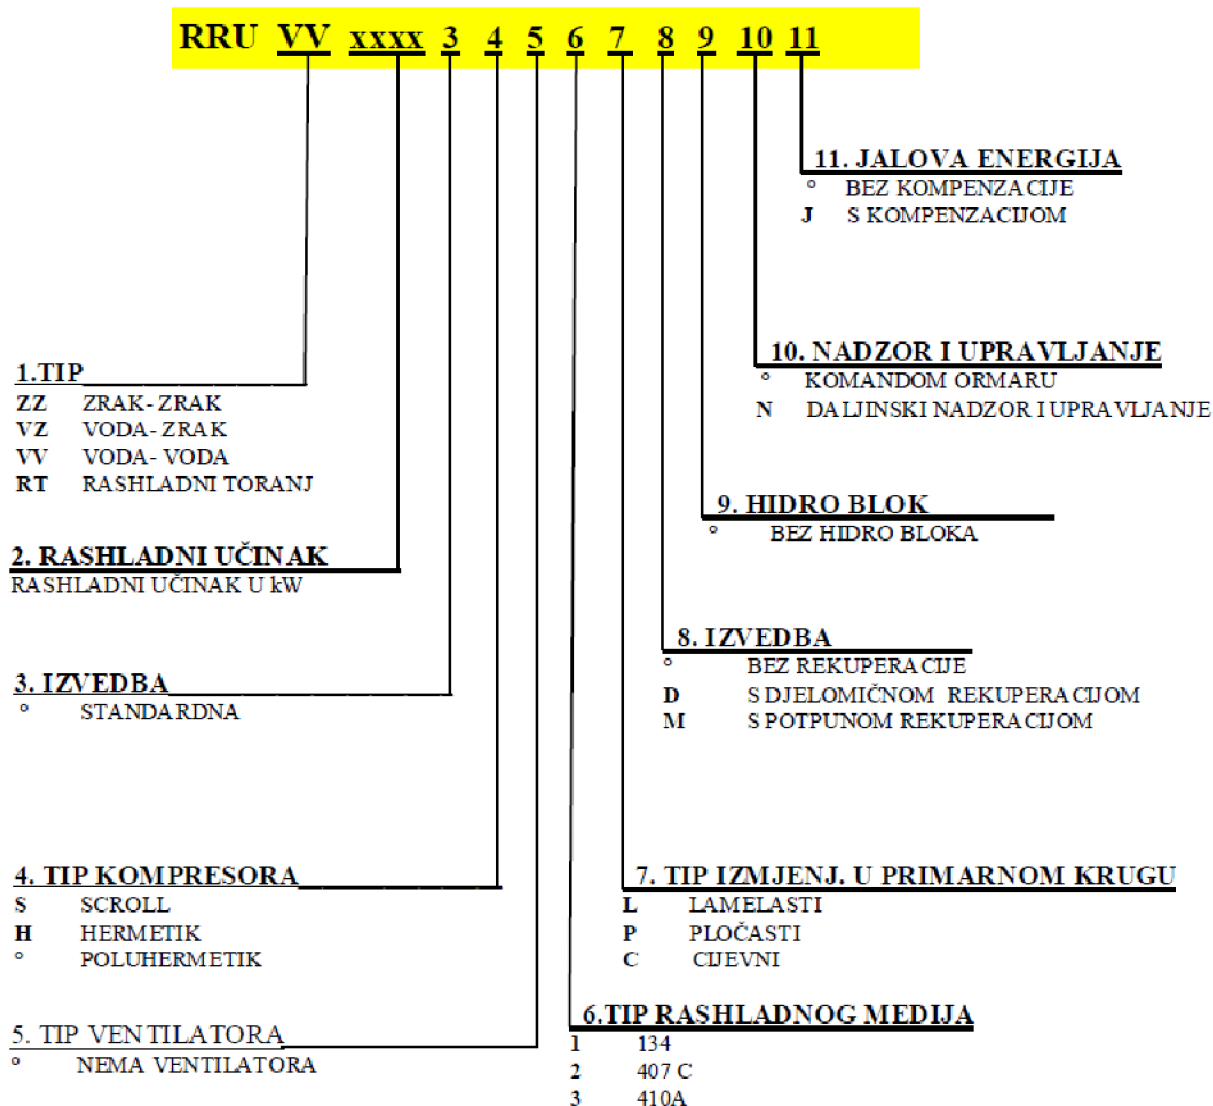 RRU VV xxxx 3 4 5 6 7 8 9 10 11
11. JALOVA ENERGIJA
° BEZ KOMPENZACIJE
J S KOMPENZACIJOM
10. NADZOR I UPRAVLJANJE
° KOMANDOM ORMARU
N DALJINSKI NADZOR I UPRAVLJANJE
1.TIP
ZZ ZRAK-ZRAK
VZ VODA-ZRAK
VV VODA-VODA
RT RASHLADNI TORANJ
9. HIDRO BLOK
° BEZ HIDRO BLOKA
2. RASHLADNI UČINAK
RASHLADNI UČINAK U kW
8. IZVEDBA
° BEZ REKUPERACIJE
D S DJELOMIČNOM REKUPERACIJOM
M S POTPUNOM REKUPERACIJOM
3. IZVEDBA
° STANDARDNA
4. TIP KOMPRESORA
S SCROLL
H HERMETIK
° POLUHERMETIK
7. TIP IZMJENJ. U PRIMARNOM KRUGU
L LAMELASTI
P PLOČASTI
C CIJEVNI
5. TIP VENTILATORA
° NEMA VENTILATORA
6.TIP RASHLADNOG MEDIJA
1 134
2 407 C
3 410A